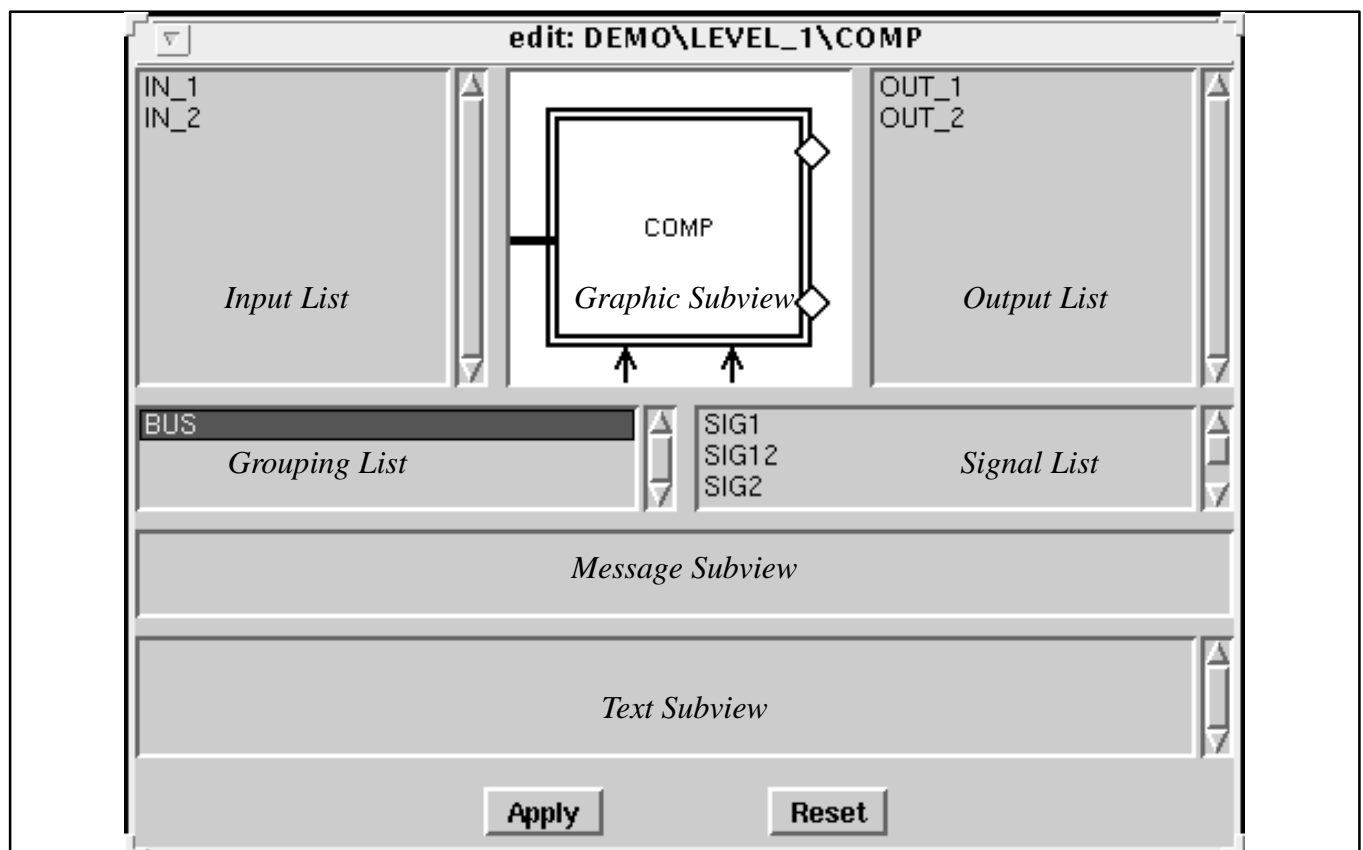 edit: DEMO\LEVEL_1\COMP
IN_1
IN_2
Input List
COMP
Graphic Subview
OUT_1
OUT_2
Output List
BUS
Grouping List
SIG1
SIG12
SIG2
Signal List
Message Subview
Text Subview
Apply
Reset